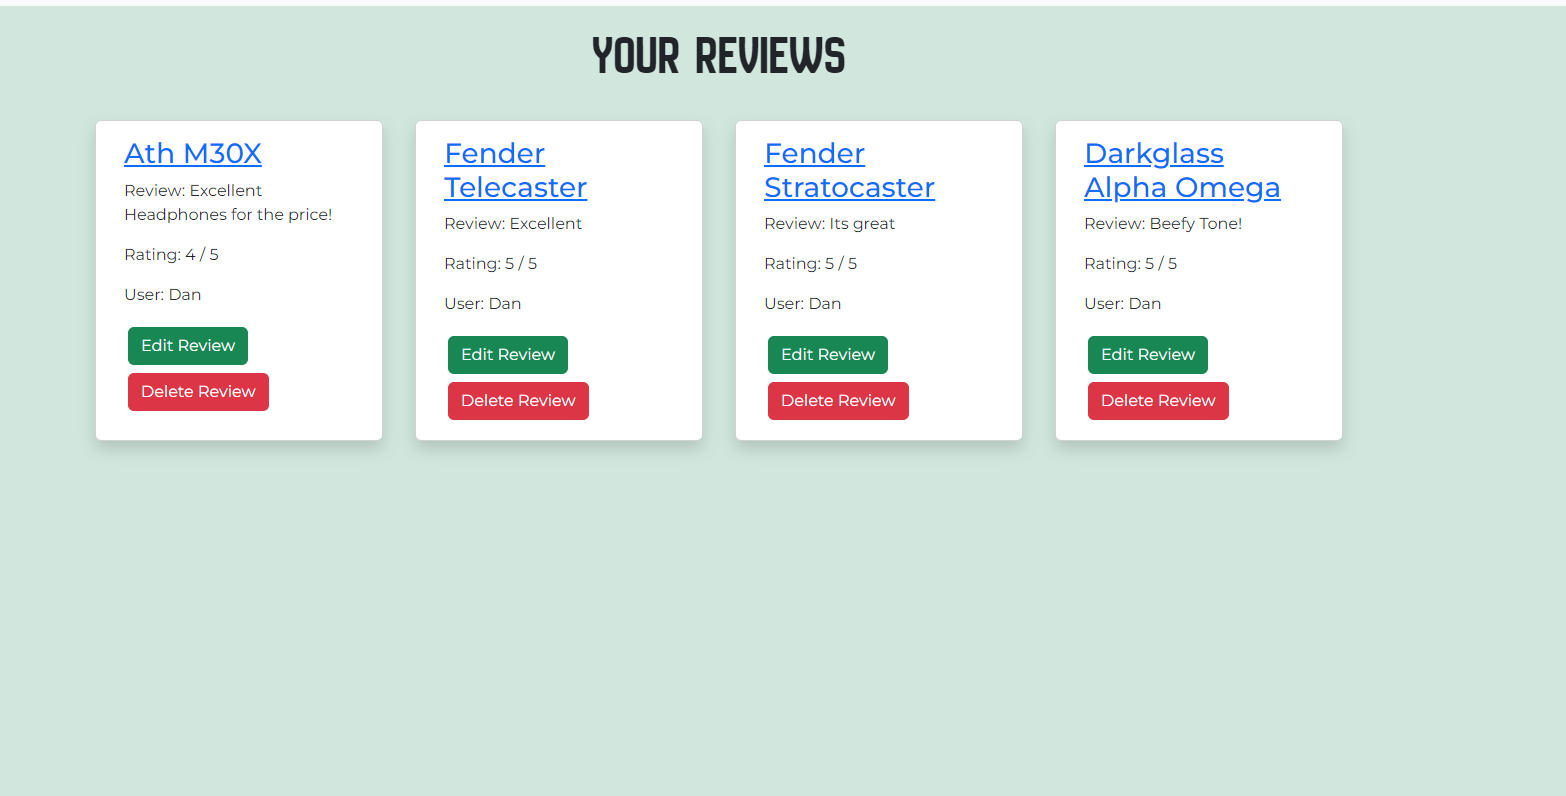 YOUR REVIEWS
Ath M30X
Review: Excellent
Headphones for the price!
Rating: 4 / 5
User: Dan
Edit Review
Delete Review
Fender
Telecaster
Review: Excellent
Rating: 5 / 5
User: Dan
Edit Review
Delete Review
Fender
Stratocaster
Review: Its great
Rating: 5 / 5
User: Dan
Edit Review
Delete Review
Darkglass
Alpha Omega
Review: Beefy Tone!
Rating: 5 / 5
User: Dan
Edit Review
Delete Review